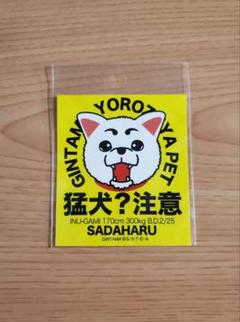 GINTAMA YOROZUYA PET
猛犬?注意
INU-GAMI 170cm 300kg B.D.2/25
SADAHARU